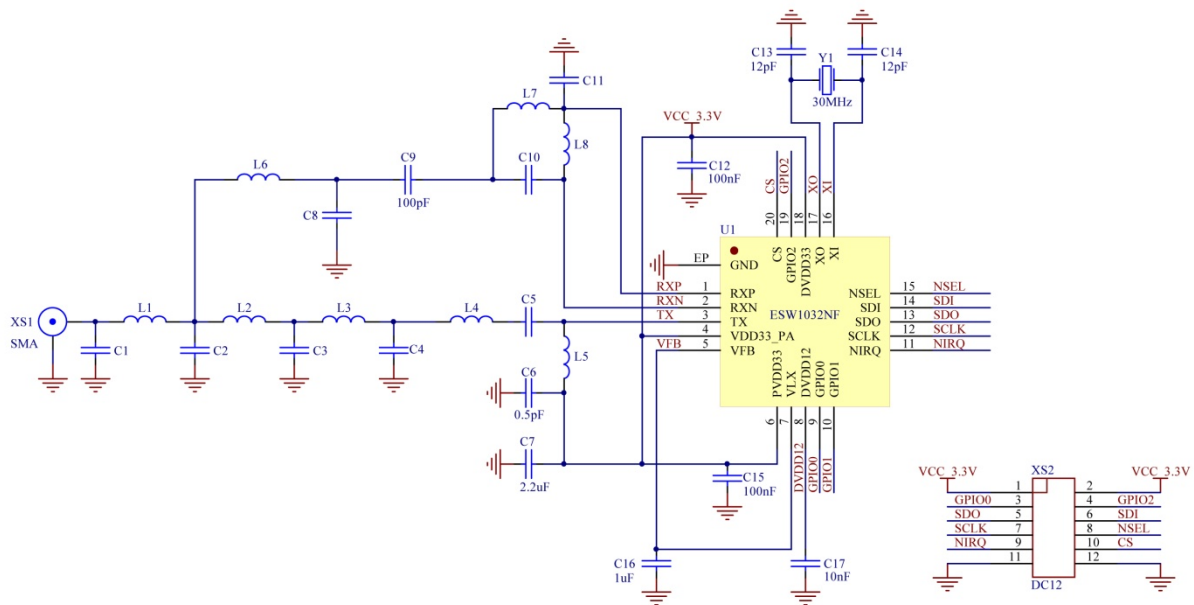 C13
12pF
Y1
30MHz
C14
12pF
C11
L7
L8
VCC_3.3V
C12
100nF
CS
GPIO2
XO
XI
20
19
18
17
16
L6
C9
100pF
C10
C8
U1
EP
GND
CS
GPIO2
DVDD33
XO
XI
RXP
1
RXP
NSEL
15
NSEL
RXN
2
RXN
SDI
14
SDI
TX
3
TX
ESW1032NF
SDO
13
SDO
4
VDD33_PA
SCLK
12
SCLK
VFB
5
VFB
NIRQ
11
NIRQ
PVDD33
VLX
DVDD12
GPIO0
GPIO1
6
7
8
9
10
DVDD12
GPIO0
GPIO1
XS1
SMA
L1
L2
L3
L4
C5
C1
C2
C3
C4
L5
C6
0.5pF
C7
2.2uF
C15
100nF
C16
1uF
C17
10nF
VCC_3.3V
XS2
VCC_3.3V
1
2
GPIO0
3
4
GPIO2
SDO
5
6
SDI
SCLK
7
8
NSEL
NIRQ
9
10
CS
11
12
DC12